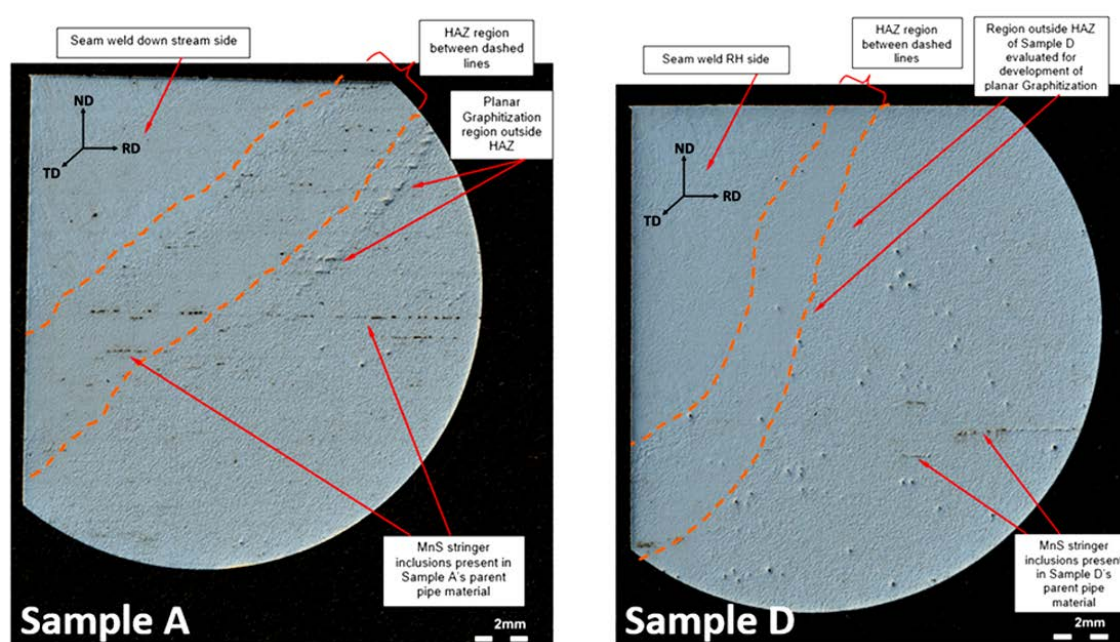 Seam weld down stream side
HAZ region
between dashed
lines
Planar
Graphitization
region outside
HAZ
ND
RD
TD
MnS stringer
inclusions present in
Sample A's parent
pipe material
Sample A
2mm
Seam weld RH side
HAZ region
between dashed
lines
Region outside HAZ
of Sample D
evaluated for
development of
planar Graphitization
ND
RD
TD
MnS stringer
inclusions present
in Sample D's
parent pipe
material
Sample D
2mm